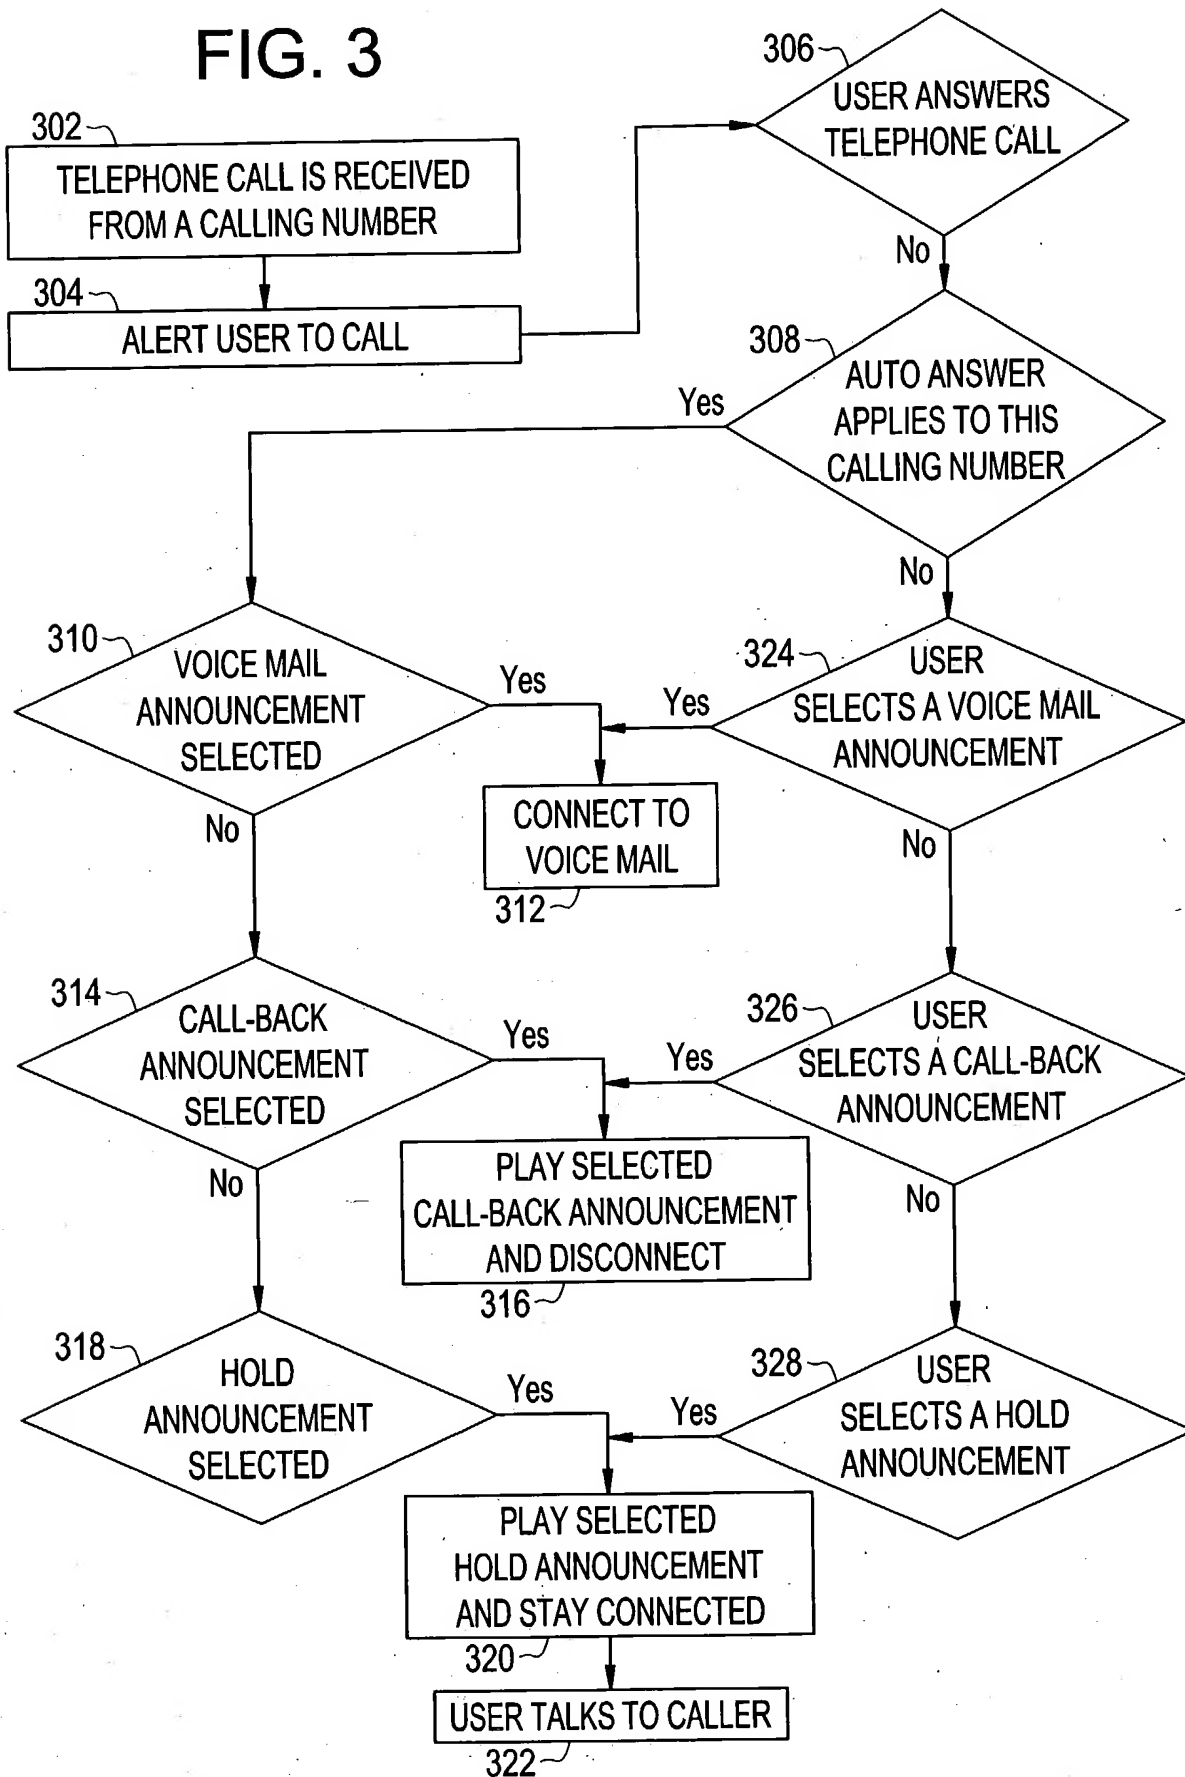 FIG. 3
302
TELEPHONE CALL IS RECEIVED
FROM A CALLING NUMBER
304
ALERT USER TO CALL
306
USER ANSWERS
TELEPHONE CALL
No
308
AUTO ANSWER
APPLIES TO THIS
CALLING NUMBER
Yes
No
310
VOICE MAIL
ANNOUNCEMENT
SELECTED
Yes
No
324
USER
SELECTS A VOICE MAIL
ANNOUNCEMENT
Yes
No
CONNECT TO
VOICE MAIL
312
314
CALL-BACK
ANNOUNCEMENT
SELECTED
Yes
No
326
USER
SELECTS A CALL-BACK
ANNOUNCEMENT
Yes
No
PLAY SELECTED
CALL-BACK ANNOUNCEMENT
AND DISCONNECT
316
318
HOLD
ANNOUNCEMENT
SELECTED
Yes
328
USER
SELECTS A HOLD
ANNOUNCEMENT
Yes
PLAY SELECTED
HOLD ANNOUNCEMENT
AND STAY CONNECTED
320
USER TALKS TO CALLER
322